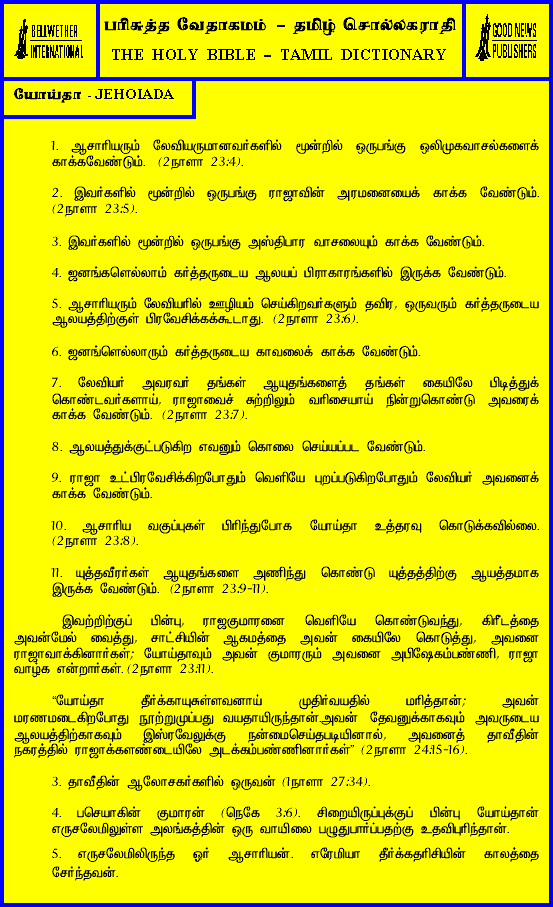 BELLWETHER
INTERNATIONAL
பரிசுத்த வேதாகமம் – தமிழ் சொல்லகராதி
THE HOLY BIBLE – TAMIL DICTIONARY
GOOD NEWS
PUBLISHERS
யோய்தா - JEHOIADA
1. ஆசாரியரும் லேவியருமானவர்களில் மூன்றில் ஒருபங்கு ஒலிமுகவாசல்களைக்
காக்கவேண்டும். (2நாளா 23:4).
2. இவர்களில் மூன்றில் ஒருபங்கு ராஜாவின் அரமனையைக் காக்க வேண்டும்.
(2நாளா 23:5).
3. இவர்களில் மூன்றில் ஒருபங்கு அஸ்திபார வாசலையும் காக்க வேண்டும்.
4. ஜனங்களெல்லாம் கர்த்தருடைய ஆலயப் பிராகாரங்களில் இருக்க வேண்டும்.
5. ஆசாரியரும் லேவியரில் ஊழியம் செய்கிறவர்களும் தவிர, ஒருவரும் கர்த்தருடைய
ஆலயத்திற்குள் பிரவேசிக்கக்கூடாது. (2நாளா 23:6).
6. ஜனங்ளெல்லாரும் கர்த்தருடைய காவலைக் காக்க வேண்டும்.
7. லேவியர் அவரவர் தங்கள் ஆயுதங்களைத் தங்கள் கையிலே பிடித்துக்
கொண்டவர்களாய், ராஜாவைச் சுற்றிலும் வரிசையாய் நின்றுகொண்டு அவரைக்
காக்க வேண்டும். (2நாளா 23:7).
8. ஆலயத்துக்குட்படுகிற எவனும் கொலை செய்யப்பட வேண்டும்.
9. ராஜா உட்பிரவேசிக்கிறபோதும் வெளியே புறப்படுகிறபோதும் லேவியர் அவனைக்
காக்க வேண்டும்.
10. ஆசாரிய வகுப்புகள் பிரிந்துபோக யோய்தா உத்தரவு கொடுக்கவில்லை.
(2நாளா 23:8).
11. யுத்தவீரர்கள் ஆயுதங்களை அணிந்து கொண்டு யுத்தத்திற்கு ஆயத்தமாக
இருக்க வேண்டும். (2நாளா 23:9-11).
இவற்றிற்குப் பின்பு, ராஜகுமாரனை வெளியே கொண்டுவந்து, கிரீடத்தை
அவன்மேல் வைத்து, சாட்சியின் ஆகமத்தை அவன் கையிலே கொடுத்து, அவனை
ராஜாவாக்கினார்கள்; யோய்தாவும் அவன் குமாரரும் அவனை அபிஷேகம்பண்ணி, ராஜா
வாழ்க என்றார்கள். (2நாளா 23:11).
“யோய்தா தீர்க்காயுசுள்ளவனாய் முதிர்வயதில் மரித்தான்; அவன்
மரணமடைகிறபோது நூற்றுமுப்பது வயதாயிருந்தான்.அவன் தேவனுக்காகவும் அவருடைய
ஆலயத்திற்காகவும் இஸ்ரவேலுக்கு நன்மைசெய்தபடியினால், அவனைத் தாவீதின்
நகரத்தில் ராஜாக்களண்டையிலே அடக்கம்பண்ணினார்கள்” (2நாளா 24:15-16).
3. தாவீதின் ஆலோசகர்களில் ஒருவன் (1நாளா 27:34).
4. பசெயாகின் குமாரன் (நெகே 3:6). சிறையிருப்புக்குப் பின்பு யோய்தான்
எருசலேமிலுள்ள அலங்கத்தின் ஒரு வாயிலை பழுதுபார்ப்பதற்கு உதவிபுரிந்தான்.
5. எருசலேமிலிருந்த ஓர் ஆசாரியன். எரேமியா தீர்க்கதரிசியின் காலத்தை
சேர்ந்தவன்.